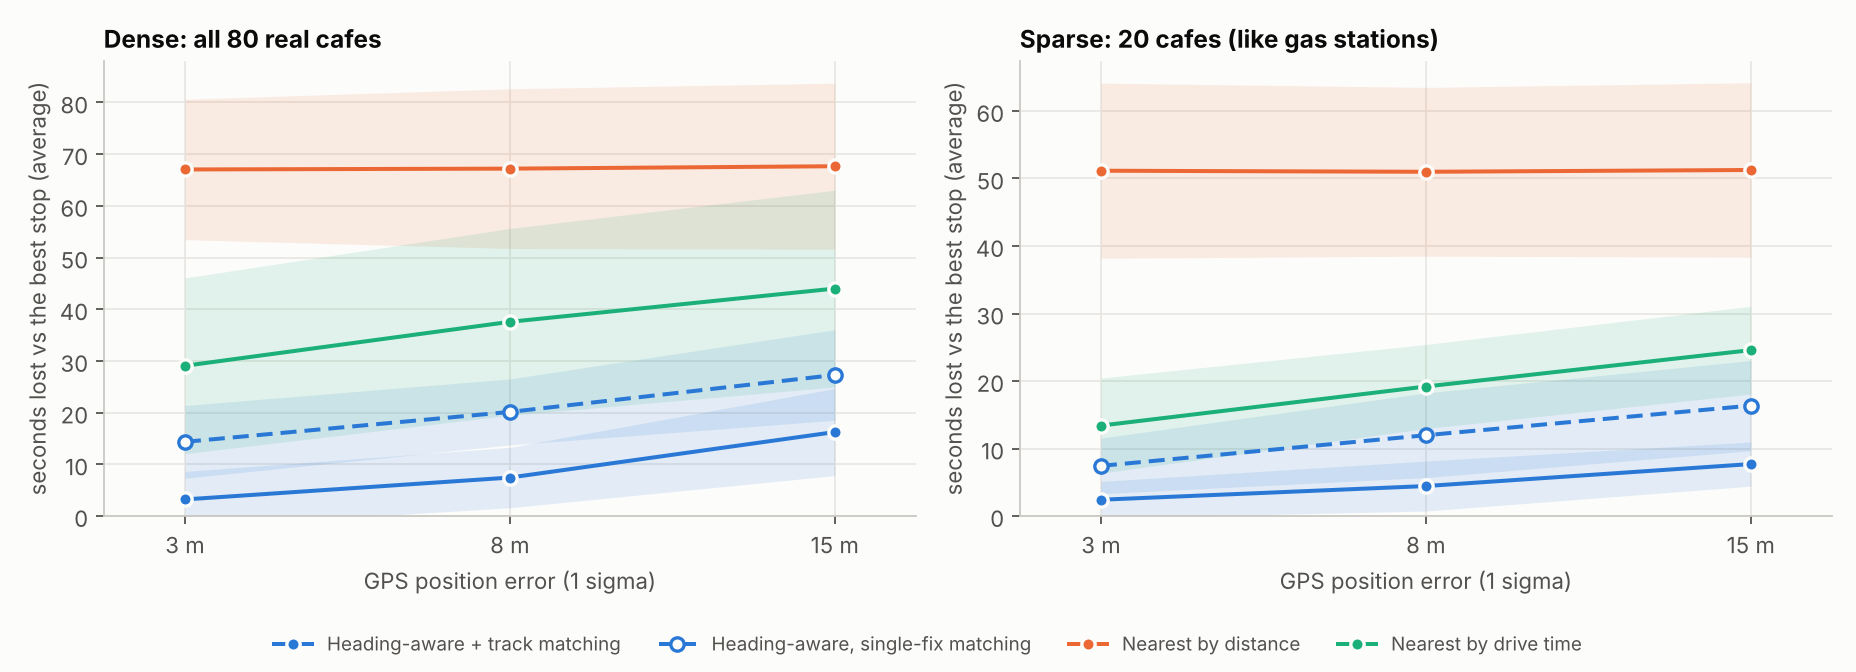 Dense: all 80 real cafes
seconds lost vs the best stop (average)
80
70
60
50
40
30
20
10
0
3 m
8 m
15 m
GPS position error (1 sigma)
Sparse: 20 cafes (like gas stations)
seconds lost vs the best stop (average)
60
50
40
30
20
10
0
3 m
8 m
15 m
GPS position error (1 sigma)
Heading-aware + track matching
Heading-aware, single-fix matching
Nearest by distance
Nearest by drive time